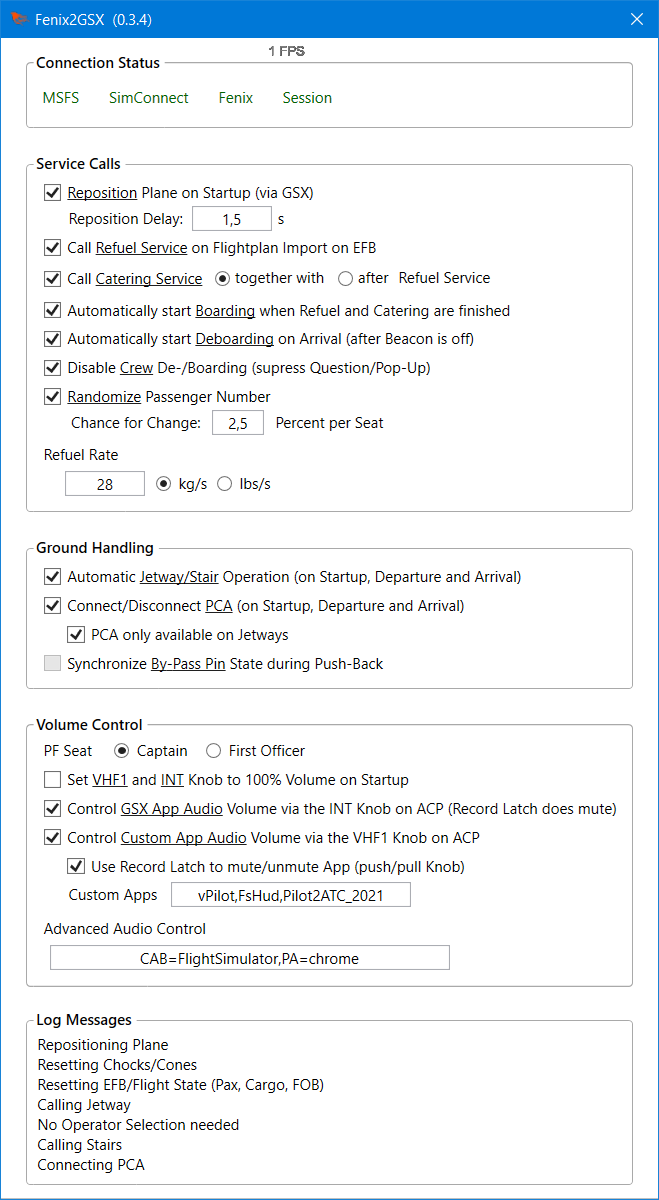 Fenix2GSX (0.3.4)
1 FPS
Connection Status
MSFS SimConnect Fenix Session
Service Calls
Reposition Plane on Startup (via GSX)
Reposition Delay: 1,5 s
Call Refuel Service on Flightplan Import on EFB
Call Catering Service together with after Refuel Service
Automatically start Boarding when Refuel and Catering are finished
Automatically start Deboarding on Arrival (after Beacon is off)
Disable Crew De-/Boarding (supress Question/Pop-Up)
Randomize Passenger Number
Chance for Change: 2,5 Percent per Seat
Refuel Rate
28 kg/s lbs/s
Ground Handling
Automatic Jetway/Stair Operation (on Startup, Departure and Arrival)
Connect/Disconnect PCA (on Startup, Departure and Arrival)
PCA only available on Jetways
Synchronize By-Pass Pin State during Push-Back
Volume Control
PF Seat Captain First Officer
Set VHF1 and INT Knob to 100% Volume on Startup
Control GSX App Audio Volume via the INT Knob on ACP (Record Latch does mute)
Control Custom App Audio Volume via the VHF1 Knob on ACP
Use Record Latch to mute/unmute App (push/pull Knob)
Custom Apps vPilot,FsHud,Pilot2ATC_2021
Advanced Audio Control
CAB=FlightSimulator,PA=chrome
Log Messages
Repositioning Plane
Resetting Chocks/Cones
Resetting EFB/Flight State (Pax, Cargo, FOB)
Calling Jetway
No Operator Selection needed
Calling Stairs
Connecting PCA